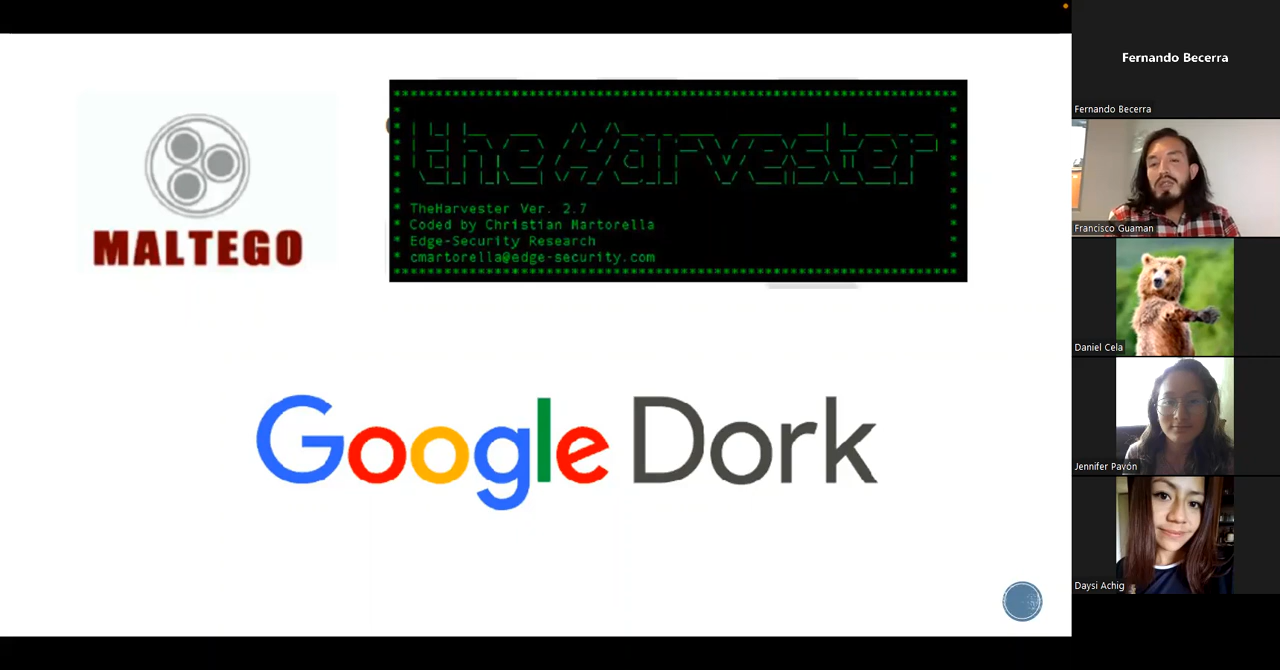 MALTEGO
theHarvester
TheHarvester Ver. 2.7
Coded by Christian Martorella
Edge-Security Research
cmartorella@edge-security.com
Google Dork
Fernando Becerra
Fernando Becerra
Francisco Guaman
Daniel Cela
Jennifer Pavón
Daysi Achig